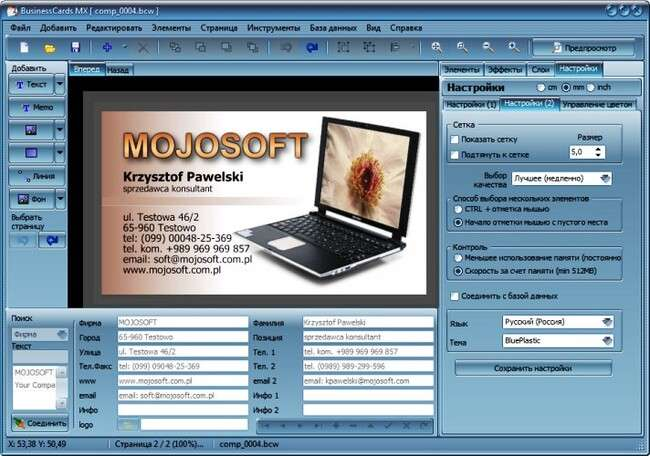 BusinessCards MX [ comp_0004.bcw ]
Файл Добавить Редактировать Элементы Страница Инструменты База данных Вид Справка
Предпросмотр
Добавить
Текст
Memo
Линия
Фон
Выбрать страницу
Вперед Назад
MOJOSOFT
Krzysztof Pawelski
sprzedawca konsultant
ul. Testowa 46/2
65-960 Testowo
tel: (099) 00048-25-369
tel. kom. +989 969 969 857
email: soft@mojosoft.com.pl
www.mojosoft.com.pl
Элементы Эффекты Слои Настройки
Настройки cm mm inch
Настройки (1) Настройки (2) Управление цветом
Сетка
Показать сетку Размер
Подтянуть к сетке 5,0
Выбор качества Лучшее (медленно)
Способ выбора нескольких элементов
CTRL + отметка мышью
Начало отметки мышью с пустого места
Контроль
Меньшее использование памяти (постоянно
Скорость за счет памяти (min 512MB)
Соединить с базой данных
Язык Русский (Россия)
Тема BluePlastic
Сохранить настройки
Поиск
Фирма
Текст
MOJOSOFT
Your Compa
Соединить
Фирма MOJOSOFT Фамилия Krzysztof Pawelski
Город 65-960 Testowo Позиция sprzedawca konsultant
Улица ul. Testowa 46/2 Тел. 1 tel. kom. +989 969 969 857
Тел.Факс tel: (099) 09048-25-369 Тел. 2 tel. (0989) 989-299-596
www www.mojosoft.com.pl email 2 email: kpawelski@mojosoft.com
email email: soft@mojosoft.com.pl Инфо 1
Инфо Инфо 2
logo
X: 53,38 Y: 50,49 Страница 2 / 2 (100%)... comp_0004.bcw